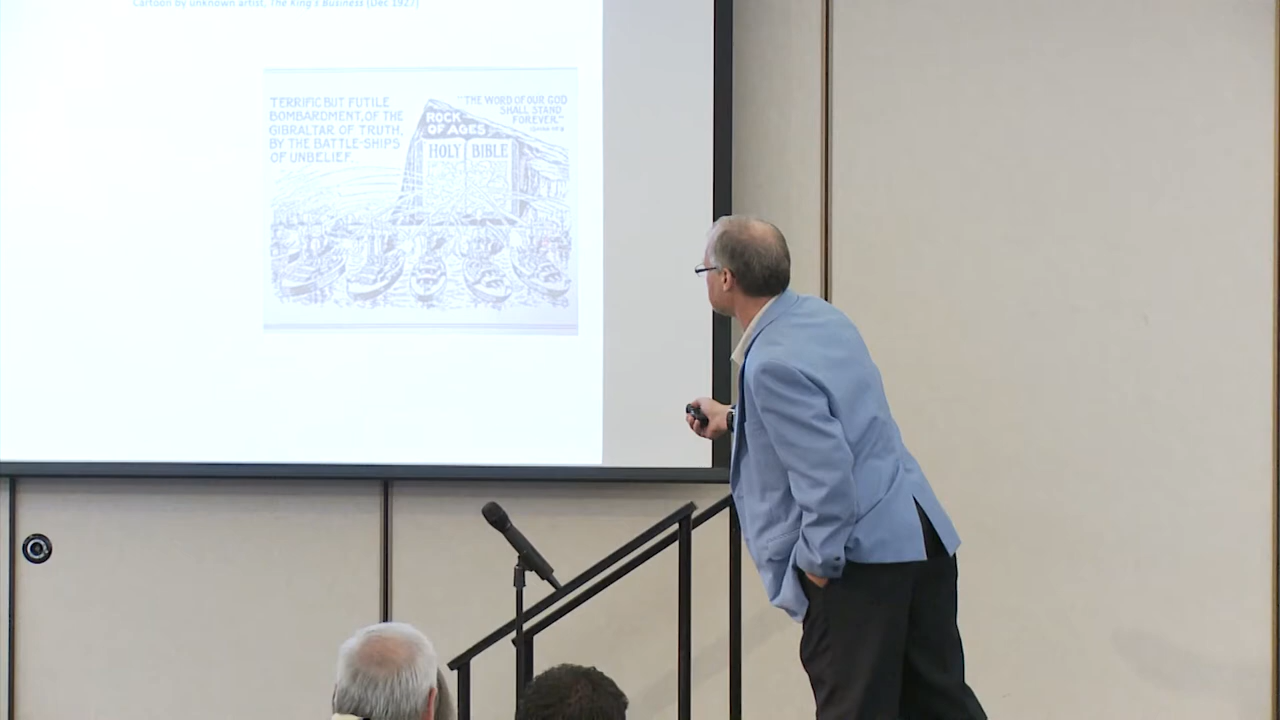 Cartoon by unknown artist, The King's Business (Dec 1927)
TERRIFIC BUT FUTILE
BOMBARDMENT, OF THE
GIBRALTAR OF TRUTH,
BY THE BATTLE-SHIPS
OF UNBELIEF.
"THE WORD OF OUR GOD
SHALL STAND
FOREVER."
ROCK
OF AGES
HOLY BIBLE